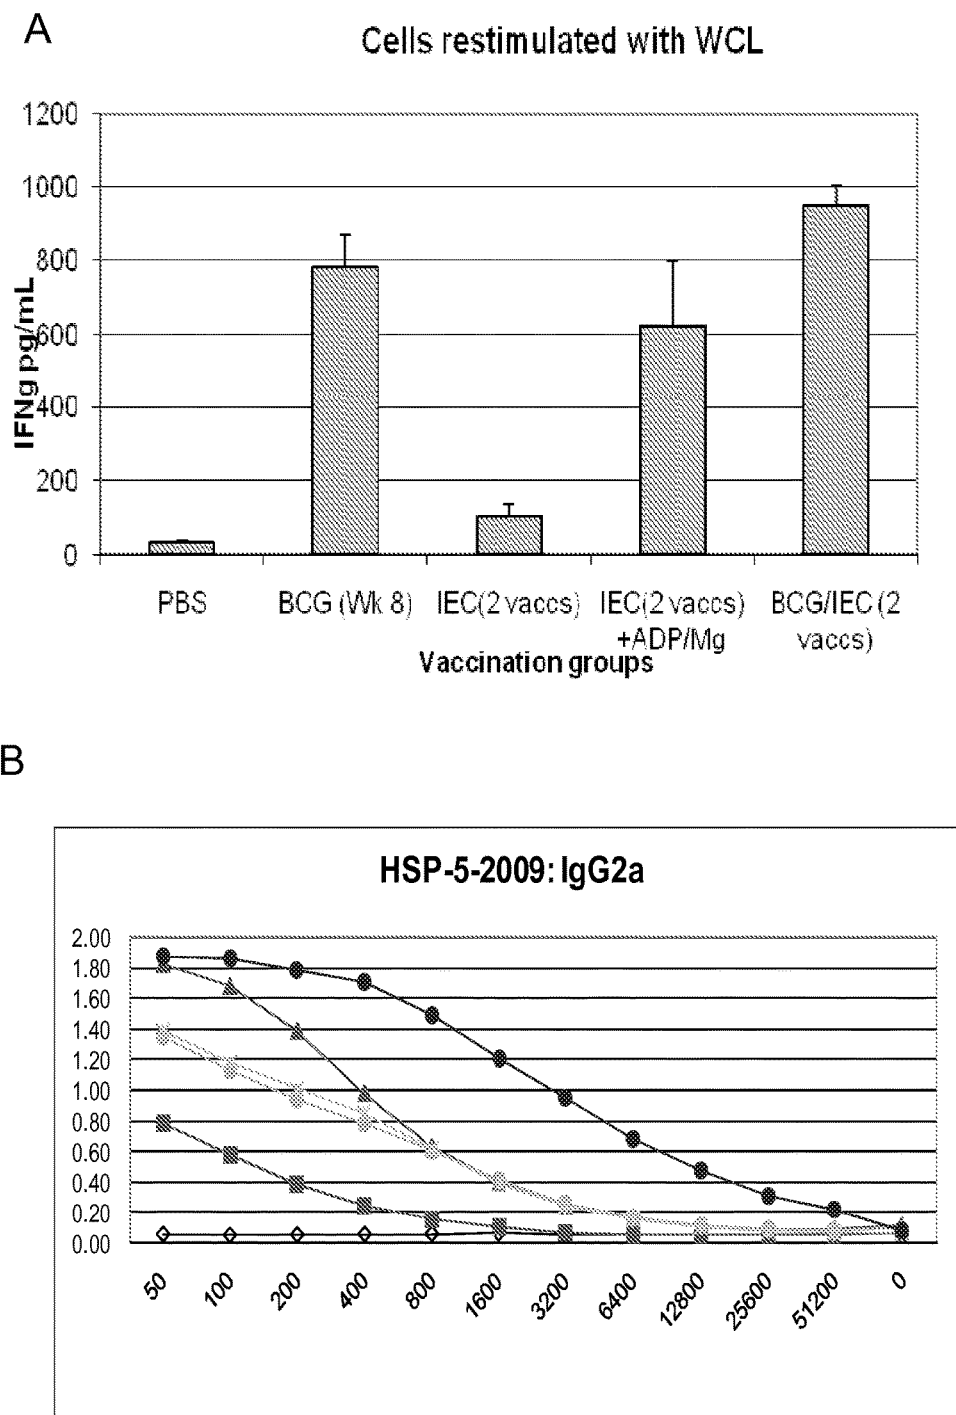 A
Cells restimulated with WCL
1200
1000
800
600
400
200
0
IFNg pg/mL
PBS
BCG (Wk 8)
IEC(2 vaccs)
IEC(2 vaccs)
+ADP/Mg
BCG/IEC (2
vaccs)
Vaccination groups
B
HSP-5-2009: IgG2a
2.00
1.80
1.60
1.40
1.20
1.00
0.80
0.60
0.40
0.20
0.00
50
100
200
400
800
1600
3200
6400
12800
25600
51200
0